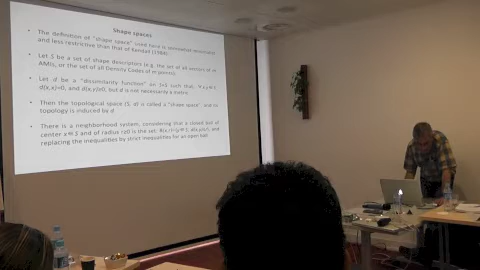 Shape spaces
• The definition of "shape space" used here is somewhat
and less restrictive than that of Kendall (1984).
• Let S be a set of shape descriptors (e.g. the set of all vectors of m
AMIs, or the set of all Density Codes of m points).
• Let d be a "dissimilarity function" on S×S such that,
d(x,x)=0, and d(x,y)≥0, but d is not necessarily a metric
• Then the topological space (S, d) is called a "shape space", and its
topology is induced by d
• There is a neighborhood system, considering that a closed ball of
center x∈S and of radius r≥0 is the set:
replacing the inequalities by strict inequalities for an open ball